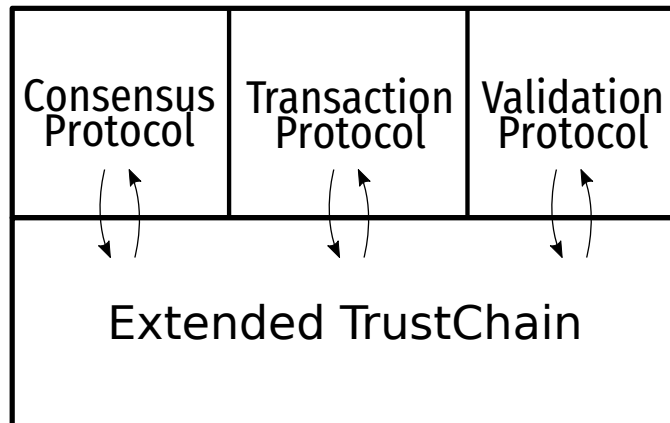 Consensus
Protocol
Transaction
Protocol
Validation
Protocol
Extended TrustChain